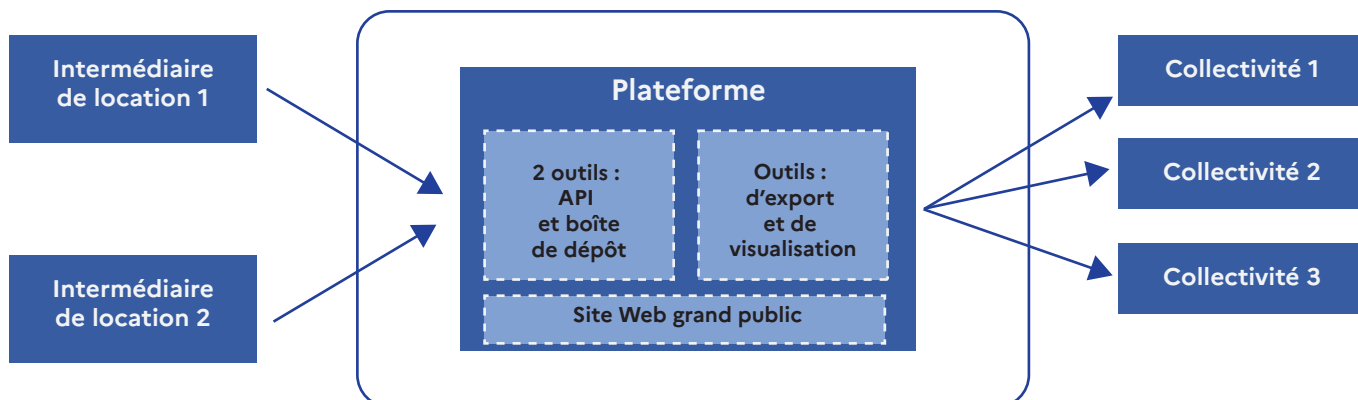 Intermédiaire
de location 1
Intermédiaire
de location 2
Plateforme
2 outils :
API
et boîte
de dépôt
Outils :
d'export
et de
visualisation
Site Web grand public
Collectivité 1
Collectivité 2
Collectivité 3